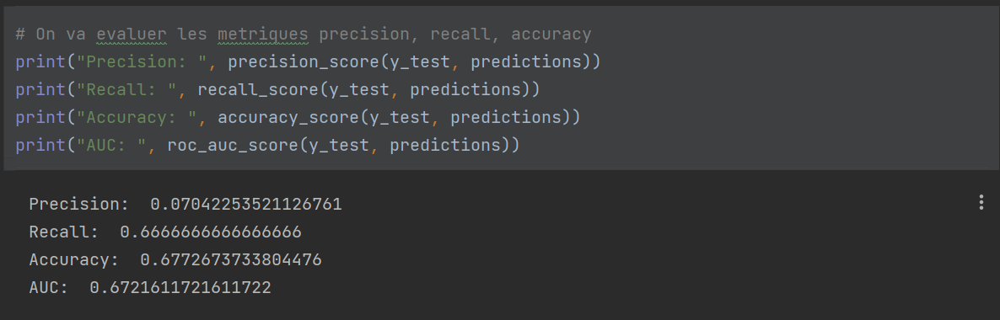 # On va evaluer les metriques precision, recall, accuracy
print("Precision: ", precision_score(y_test, predictions))
print("Recall: ", recall_score(y_test, predictions))
print("Accuracy: ", accuracy_score(y_test, predictions))
print("AUC: ", roc_auc_score(y_test, predictions))
Precision:  0.07042253521126761
Recall:  0.6666666666666666
Accuracy:  0.6772673733804476
AUC:  0.6721611721611722